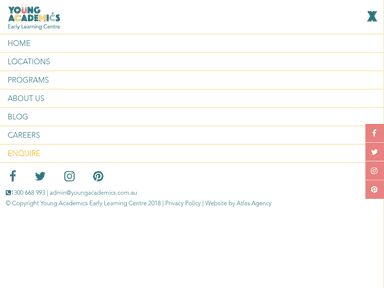 YOUNG
ACADEMICS
Early Learning Centre
X
HOME
LOCATIONS
PROGRAMS
ABOUT US
BLOG
CAREERS
ENQUIRE
1300 668 993 | admin@youngacademics.com.au
© Copyright Young Academics Early Learning Centre 2018 | Privacy Policy | Website by Atlas Agency